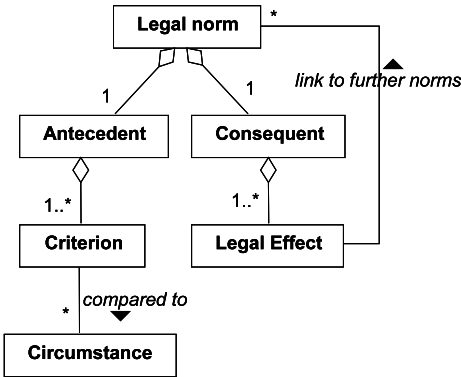 Legal norm
*
link to further norms
1
1
Antecedent
Consequent
1..*
1..*
Criterion
Legal Effect
compared to
*
Circumstance